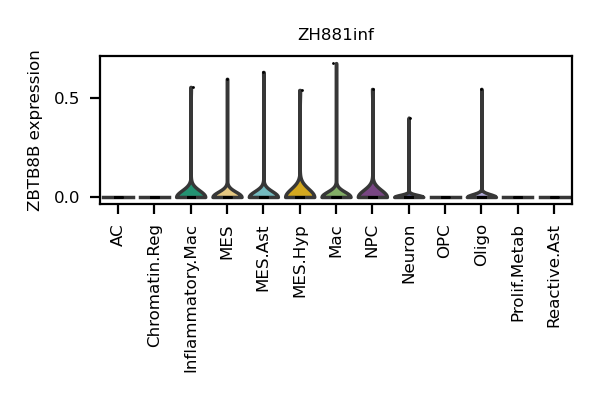 ZH881inf
ZBTB8B expression
0.5
0.0
AC
Chromatin.Reg
Inflammatory.Mac
MES
MES.Ast
MES.Hyp
Mac
NPC
Neuron
OPC
Oligo
Prolif.Metab
Reactive.Ast